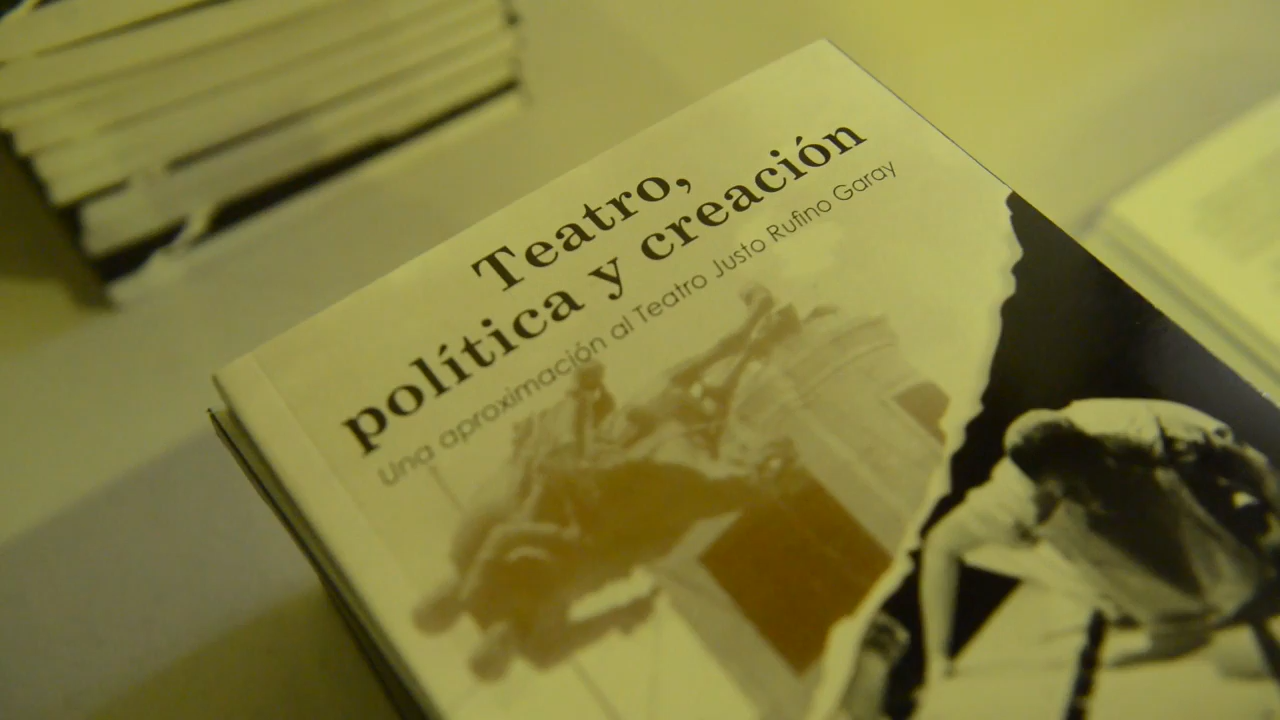 Teatro,
política y creación
Una aproximación al Teatro Justo Rufino Garay